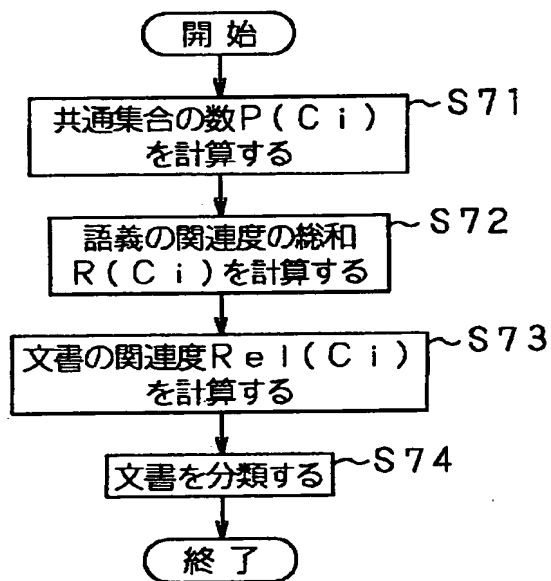 開始
共通集合の数P(Ci)
を計算する
S71
語義の関連度の総和
R(Ci)を計算する
S72
文書の関連度Rel(Ci)
を計算する
S73
文書を分類する
S74
終了